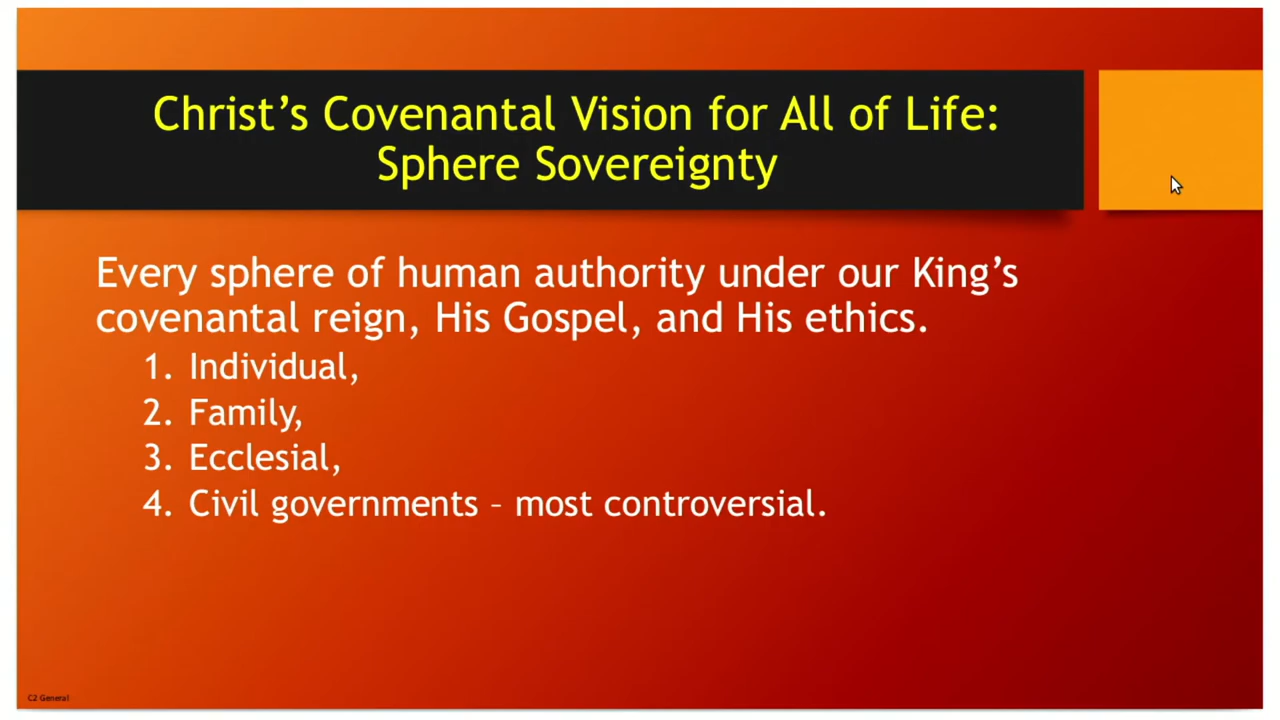 Christ’s Covenantal Vision for All of Life:
Sphere Sovereignty
Every sphere of human authority under our King’s
covenantal reign, His Gospel, and His ethics.
1. Individual,
2. Family,
3. Ecclesial,
4. Civil governments – most controversial.
C2 General